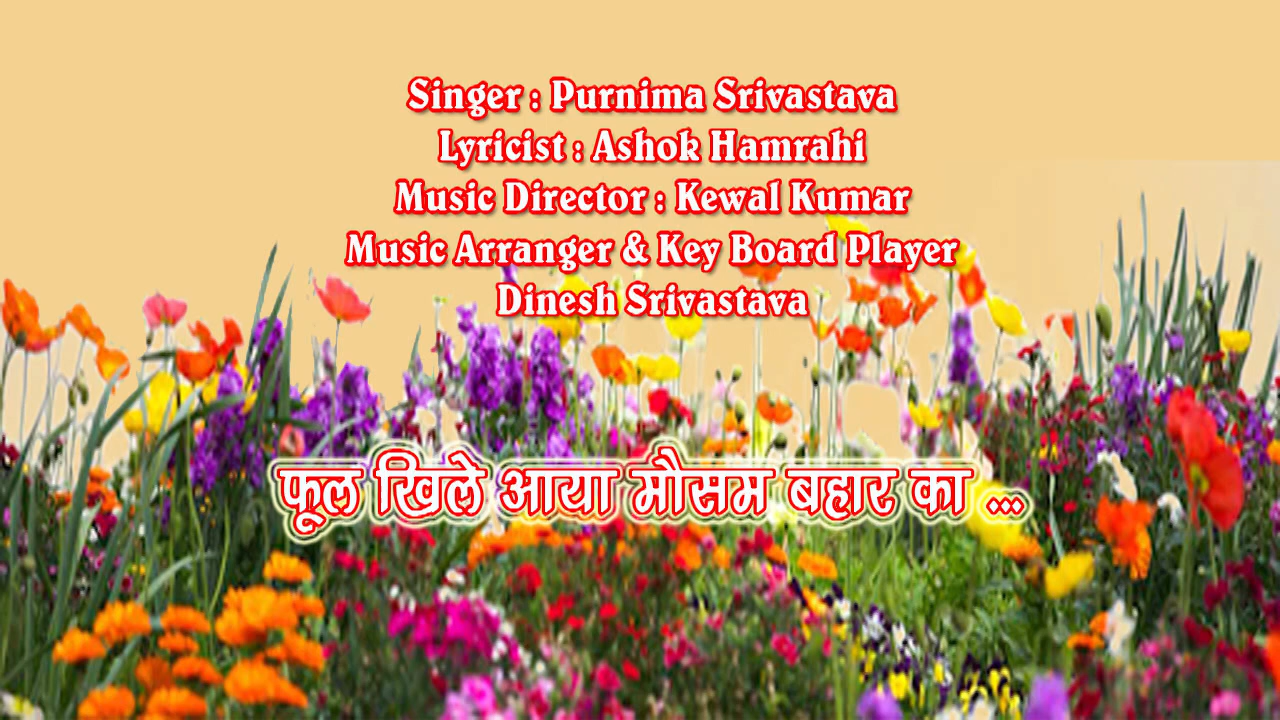 Singer : Purnima Srivastava
Lyricist : Ashok Hamrahi
Music Director : Kewal Kumar
Music Arranger & Key Board Player
Dinesh Srivastava
फूल खिले आया मौसम बहार का ...